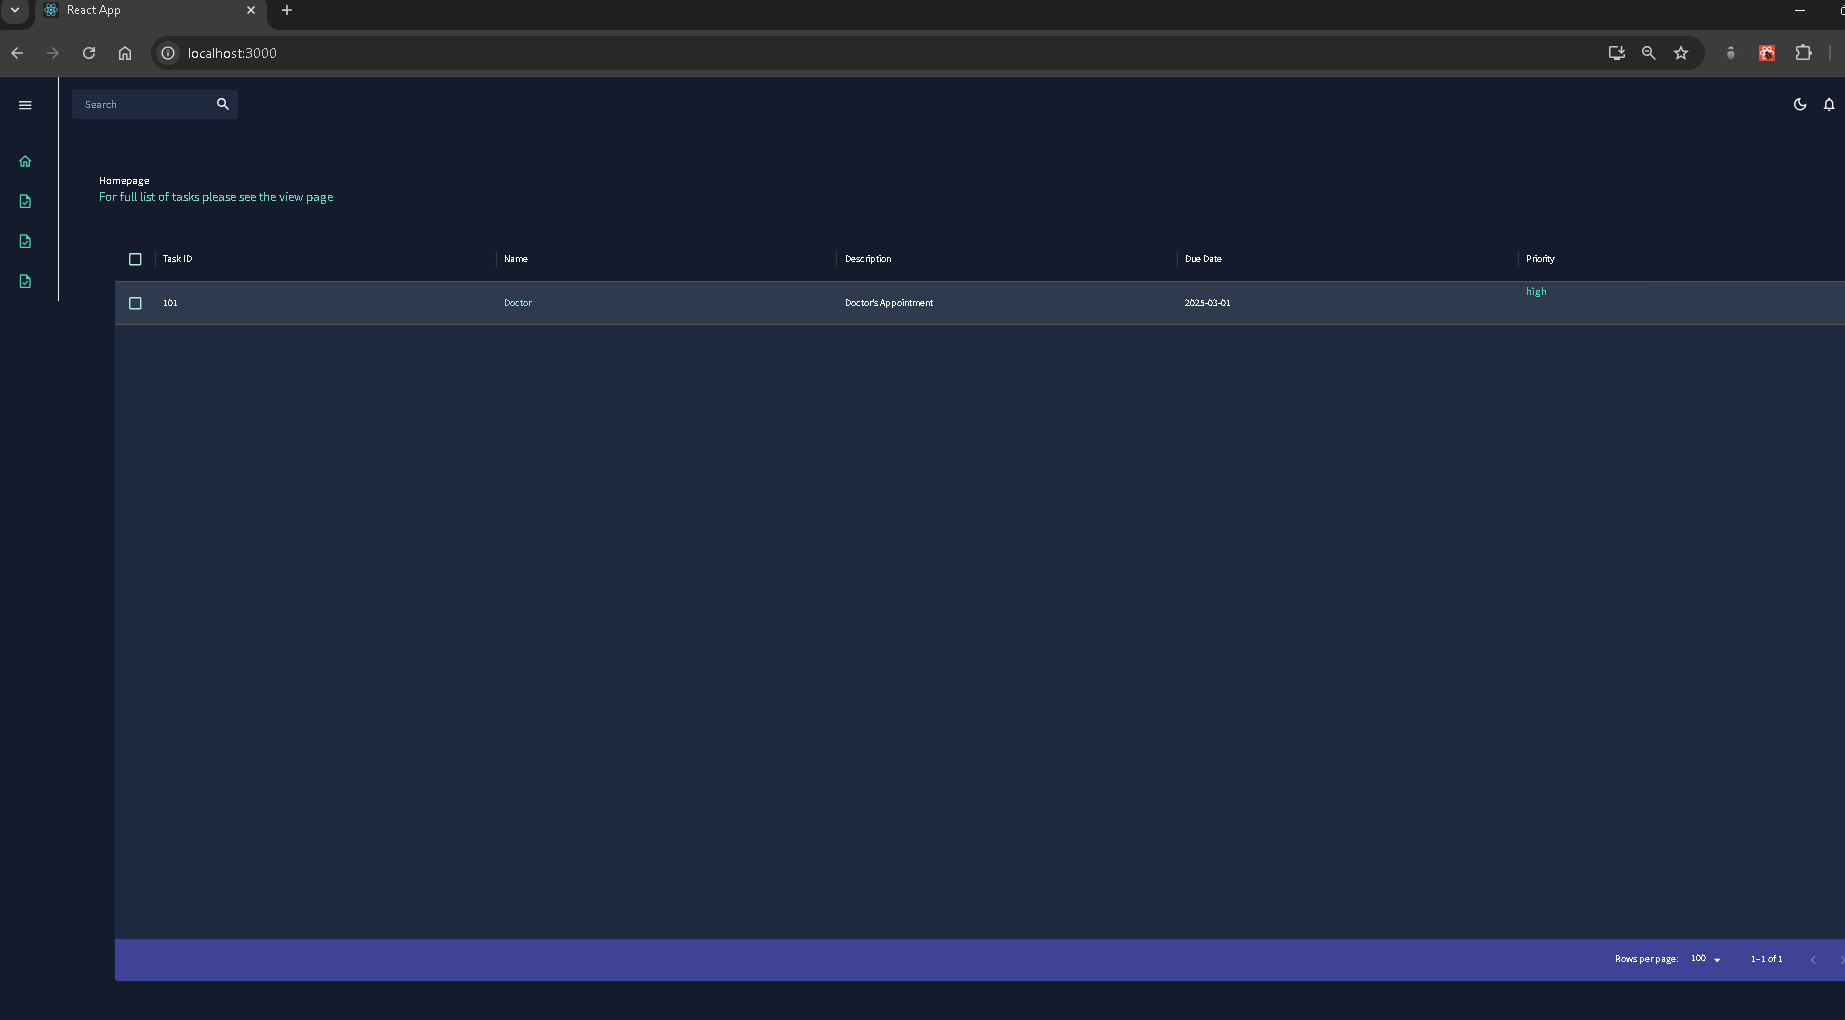 React App
localhost:3000
Search
Homepage
For full list of tasks please see the view page
Task ID Name Description Due Date Priority
101 Doctor Doctor's Appointment 2025-03-01 high
Rows per page: 100 1–1 of 1